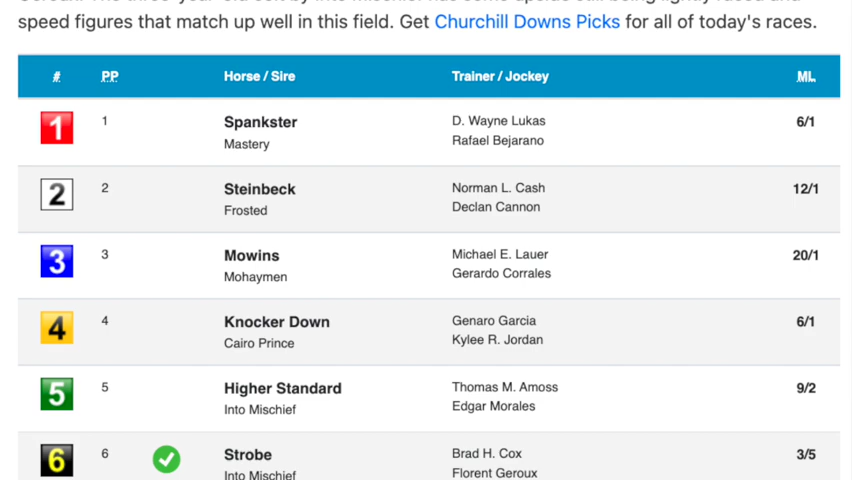 speed figures that match up well in this field. Get Churchill Downs Picks for all of today's races.
# PP Horse / Sire Trainer / Jockey ML
1 1 Spankster D. Wayne Lukas 6/1
Mastery Rafael Bejarano
2 2 Steinbeck Norman L. Cash 12/1
Frosted Declan Cannon
3 3 Mowins Michael E. Lauer 20/1
Mohaymen Gerardo Corrales
4 4 Knocker Down Genaro Garcia 6/1
Cairo Prince Kylee R. Jordan
5 5 Higher Standard Thomas M. Amoss 9/2
Into Mischief Edgar Morales
6 6 Strobe Brad H. Cox 3/5
Into Mischief Florent Geroux